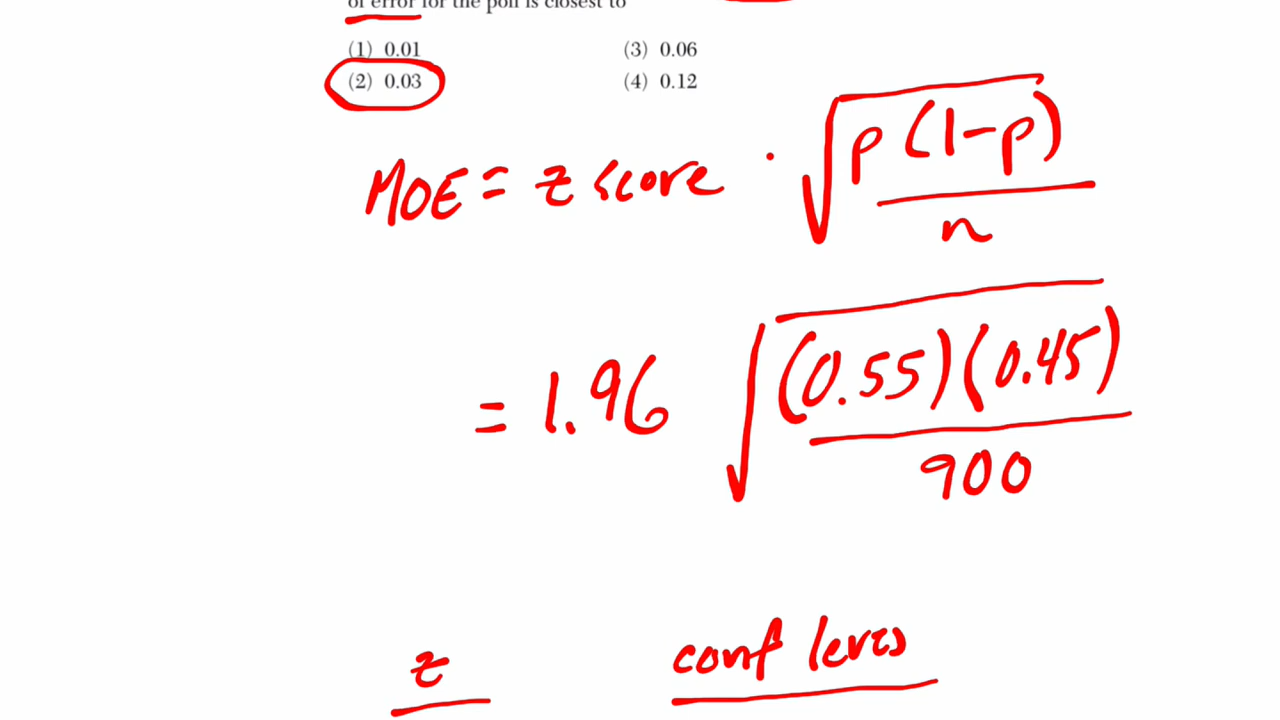 of error for the poll is closest to
(1) 0.01 (3) 0.06
(2) 0.03 (4) 0.12
MOE = z score · √(p(1-p)/n)
= 1.96 √((0.55)(0.45)/900)
z conf level